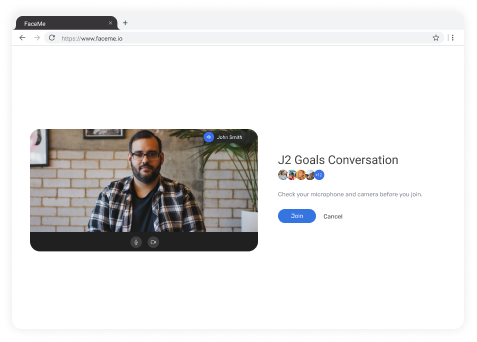 FaceMe
https://www.faceme.io
John Smith
J2 Goals Conversation
Check your microphone and camera before you join.
Join
Cancel